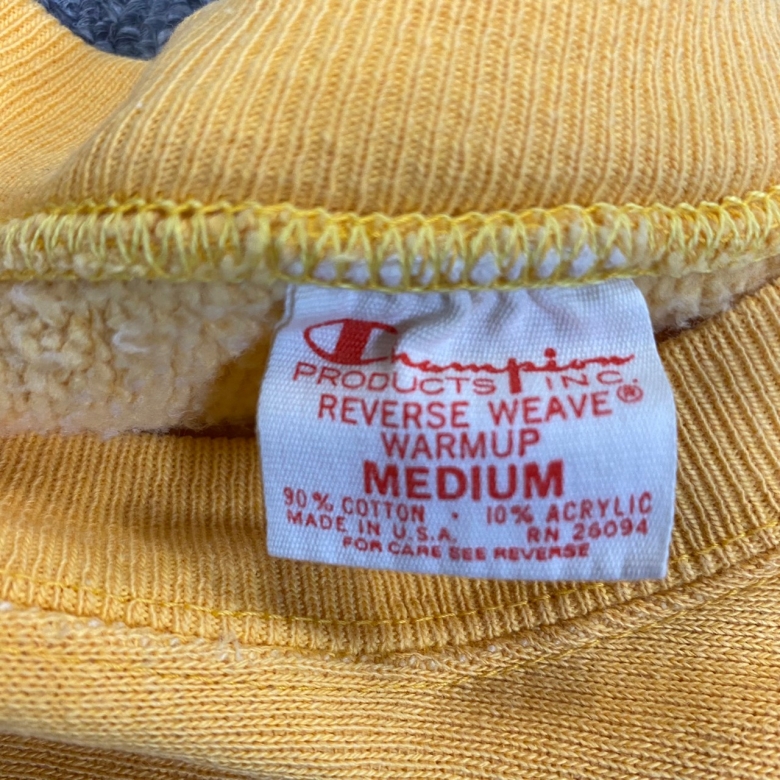 Champion
PRODUCTS INC.
REVERSE WEAVE®
WARMUP
MEDIUM
90% COTTON · 10% ACRYLIC
MADE IN U.S.A. RN 26094
FOR CARE SEE REVERSE